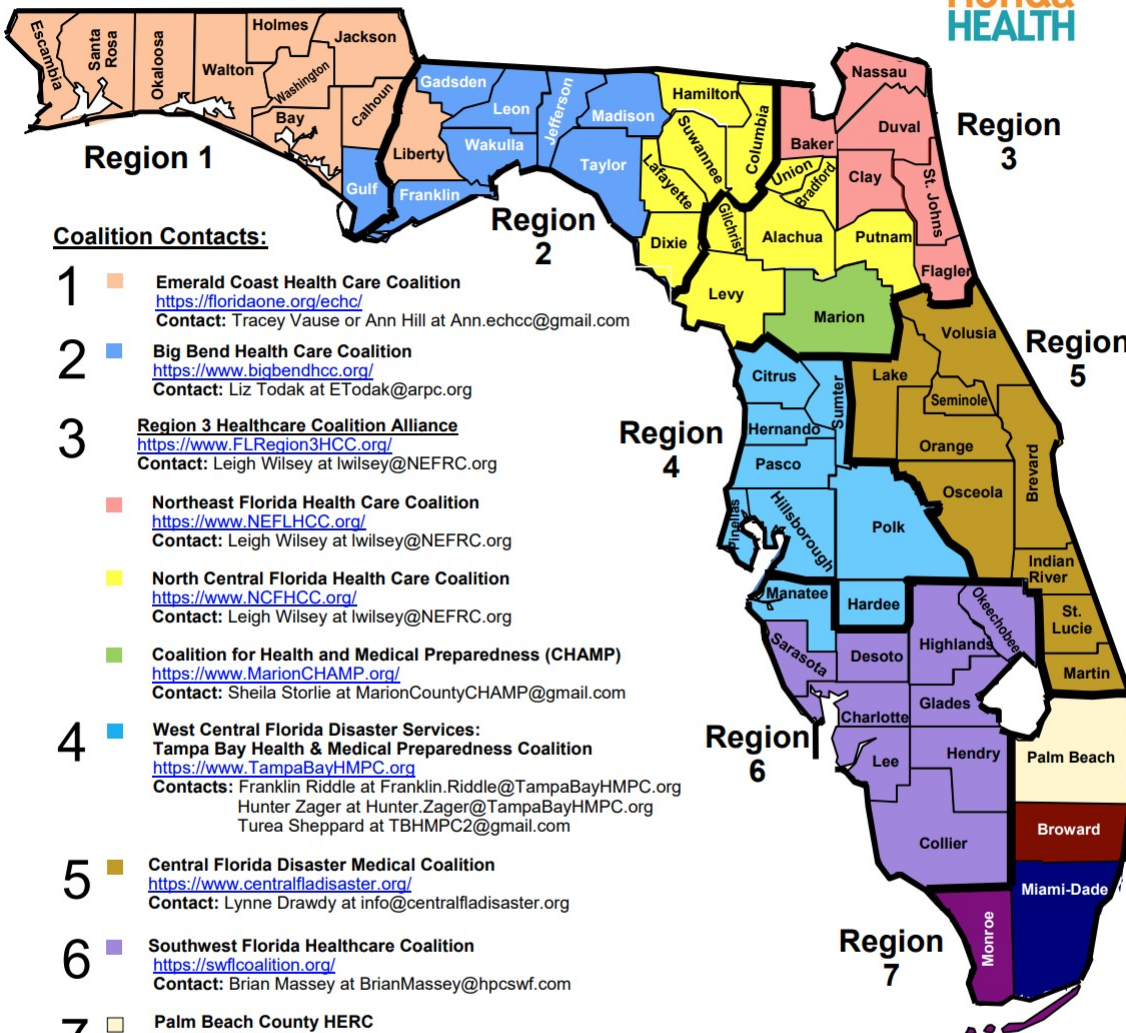 Florida
HEALTH
Escambia
Santa
Rosa
Okaloosa
Walton
Holmes
Washington
Jackson
Bay
Calhoun
Gulf
Liberty
Gadsden
Franklin
Leon
Wakulla
Jefferson
Madison
Taylor
Hamilton
Suwannee
Lafayette
Dixie
Columbia
Gilchrist
Levy
Union
Bradford
Alachua
Putnam
Marion
Baker
Nassau
Duval
Clay
St. Johns
Flagler
Citrus
Sumter
Hernando
Pasco
Pinellas
Hillsborough
Polk
Manatee
Hardee
Lake
Volusia
Seminole
Orange
Osceola
Brevard
Indian
River
St.
Lucie
Martin
Sarasota
Desoto
Highlands
Okeechobee
Charlotte
Glades
Lee
Hendry
Collier
Palm Beach
Broward
Miami-Dade
Monroe
Region 1
Region
2
Region
3
Region
4
Region
5
Region
6
Region
7
Coalition Contacts:
1
Emerald Coast Health Care Coalition
https://floridaone.org/echc/
Contact: Tracey Vause or Ann Hill at Ann.echcc@gmail.com
2
Big Bend Health Care Coalition
https://www.bigbendhcc.org/
Contact: Liz Todak at ETodak@arpc.org
3
Region 3 Healthcare Coalition Alliance
https://www.FLRegion3HCC.org/
Contact: Leigh Wilsey at lwilsey@NEFRC.org
Northeast Florida Health Care Coalition
https://www.NEFLHCC.org/
Contact: Leigh Wilsey at lwilsey@NEFRC.org
North Central Florida Health Care Coalition
https://www.NCFHCC.org/
Contact: Leigh Wilsey at lwilsey@NEFRC.org
Coalition for Health and Medical Preparedness (CHAMP)
https://www.MarionCHAMP.org/
Contact: Sheila Storlie at MarionCountyCHAMP@gmail.com
4
West Central Florida Disaster Services:
Tampa Bay Health & Medical Preparedness Coalition
https://www.TampaBayHMPC.org
Contacts: Franklin Riddle at Franklin.Riddle@TampaBayHMPC.org
Hunter Zager at Hunter.Zager@TampaBayHMPC.org
Turea Sheppard at TBHMPC2@gmail.com
5
Central Florida Disaster Medical Coalition
https://www.centralfladisaster.org/
Contact: Lynne Drawdy at info@centralfladisaster.org
6
Southwest Florida Healthcare Coalition
https://swflcoalition.org/
Contact: Brian Massey at BrianMassey@hpcswf.com
7
Palm Beach County HERC